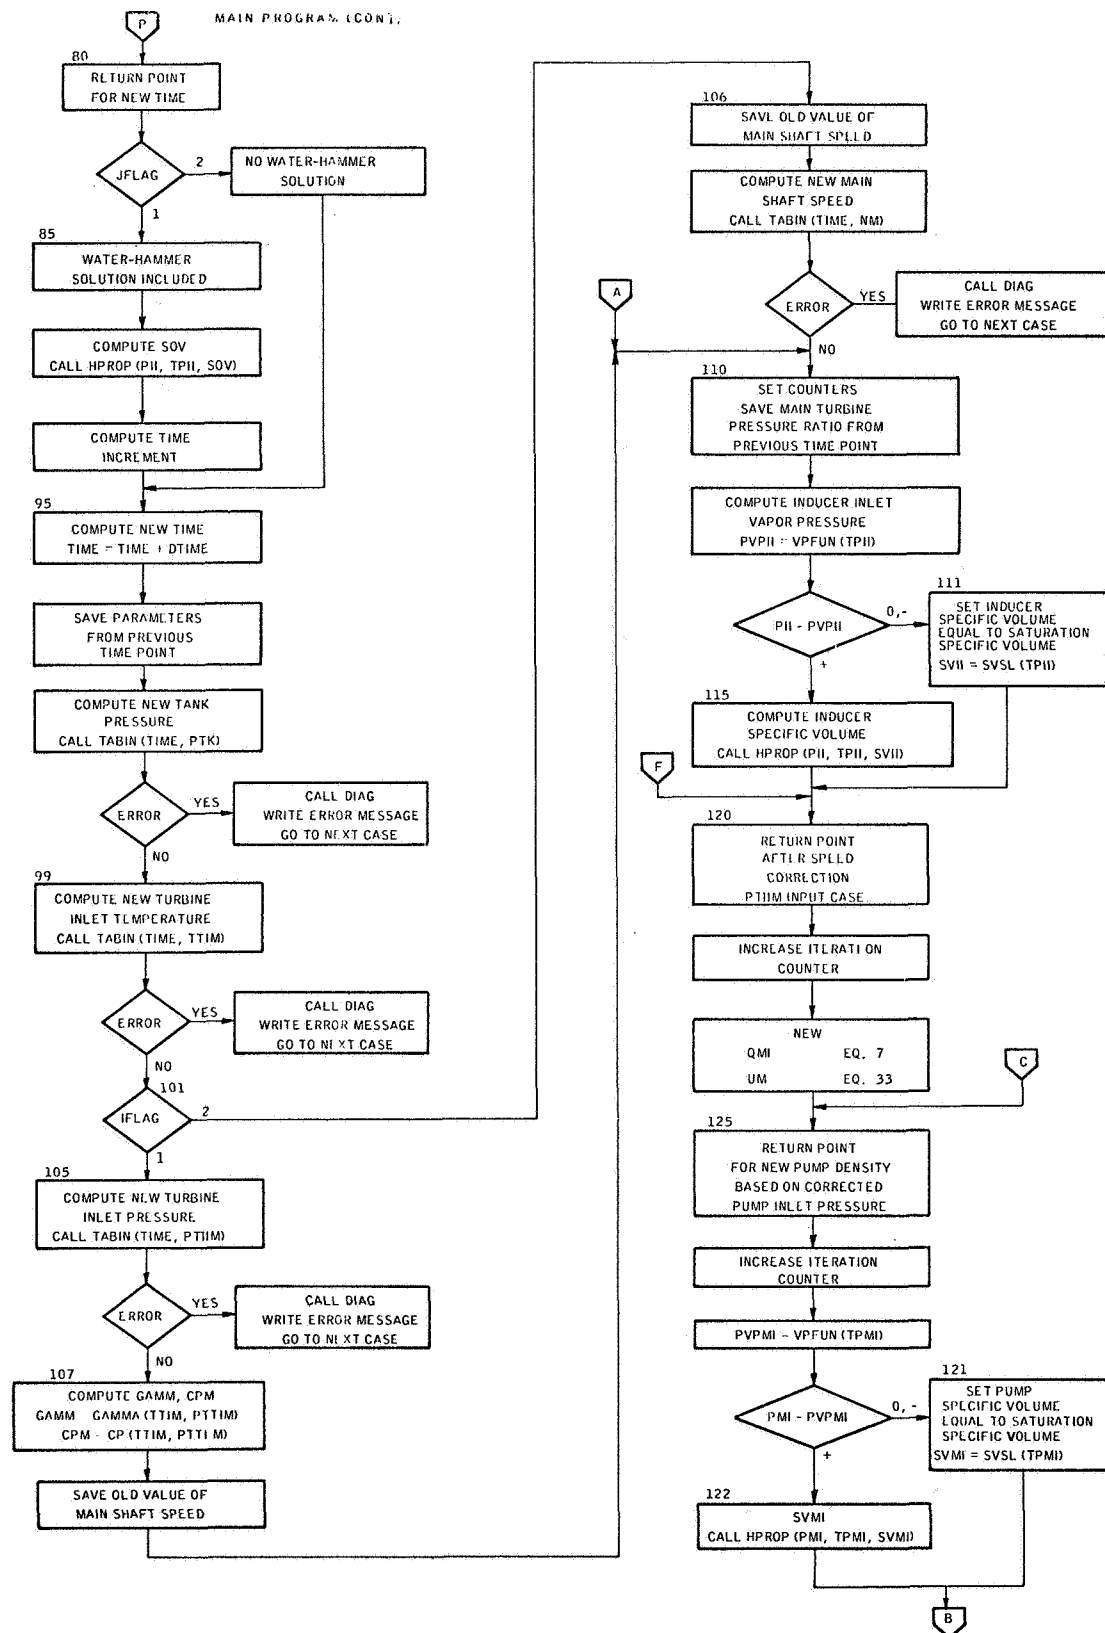 MAIN PROGRAM (CONT).
P
80
RETURN POINT
FOR NEW TIME
JFLAG
2
1
NO WATER-HAMMER
SOLUTION
85
WATER-HAMMER
SOLUTION INCLUDED
COMPUTE SOV
CALL HPROP (PII, TPII, SOV)
COMPUTE TIME
INCREMENT
95
COMPUTE NEW TIME
TIME = TIME + DTIME
SAVE PARAMETERS
FROM PREVIOUS
TIME POINT
COMPUTE NEW TANK
PRESSURE
CALL TABIN (TIME, PTK)
ERROR
YES
NO
CALL DIAG
WRITE ERROR MESSAGE
GO TO NEXT CASE
99
COMPUTE NEW TURBINE
INLET TEMPERATURE
CALL TABIN (TIME, TTIM)
ERROR
YES
NO
CALL DIAG
WRITE ERROR MESSAGE
GO TO NEXT CASE
101
IFLAG
2
1
105
COMPUTE NEW TURBINE
INLET PRESSURE
CALL TABIN (TIME, PTIIM)
ERROR
YES
NO
CALL DIAG
WRITE ERROR MESSAGE
GO TO NEXT CASE
107
COMPUTE GAMM, CPM
GAMM - GAMMA (TTIM, PTTIM)
CPM - CP (TTIM, PTTIM)
SAVE OLD VALUE OF
MAIN SHAFT SPEED
106
SAVE OLD VALUE OF
MAIN SHAFT SPEED
COMPUTE NEW MAIN
SHAFT SPEED
CALL TABIN (TIME, NM)
ERROR
YES
NO
CALL DIAG
WRITE ERROR MESSAGE
GO TO NEXT CASE
A
110
SET COUNTERS
SAVE MAIN TURBINE
PRESSURE RATIO FROM
PREVIOUS TIME POINT
COMPUTE INDUCER INLET
VAPOR PRESSURE
PVPII = VPFUN (TPII)
PII - PVPII
0,-
+
111
SET INDUCER
SPECIFIC VOLUME
EQUAL TO SATURATION
SPECIFIC VOLUME
SVII = SVSL (TPII)
115
COMPUTE INDUCER
SPECIFIC VOLUME
CALL HPROP (PII, TPII, SVII)
F
120
RETURN POINT
AFTER SPEED
CORRECTION
PTIIM INPUT CASE
INCREASE ITERATION
COUNTER
NEW
QMI EQ. 7
UM EQ. 33
C
125
RETURN POINT
FOR NEW PUMP DENSITY
BASED ON CORRECTED
PUMP INLET PRESSURE
INCREASE ITERATION
COUNTER
PVPMI - VPFUN (TPMI)
PMI - PVPMI
0,-
+
121
SET PUMP
SPECIFIC VOLUME
EQUAL TO SATURATION
SPECIFIC VOLUME
SVMI = SVSL (TPMI)
122
SVMI
CALL HPROP (PMI, TPMI, SVMI)
B